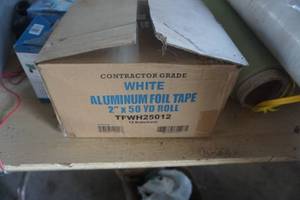 CONTRACTOR GRADE
WHITE
ALUMINUM FOIL TAPE
2" x 50 YD ROLL
TFWH25012